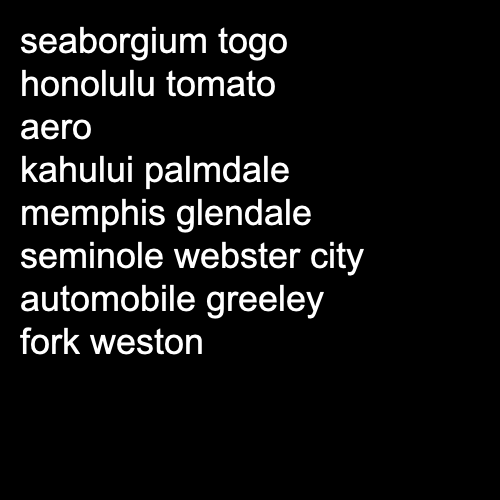 seaborgium togo
honolulu tomato
aero
kahului palmdale
memphis glendale
seminole webster city
automobile greeley
fork weston